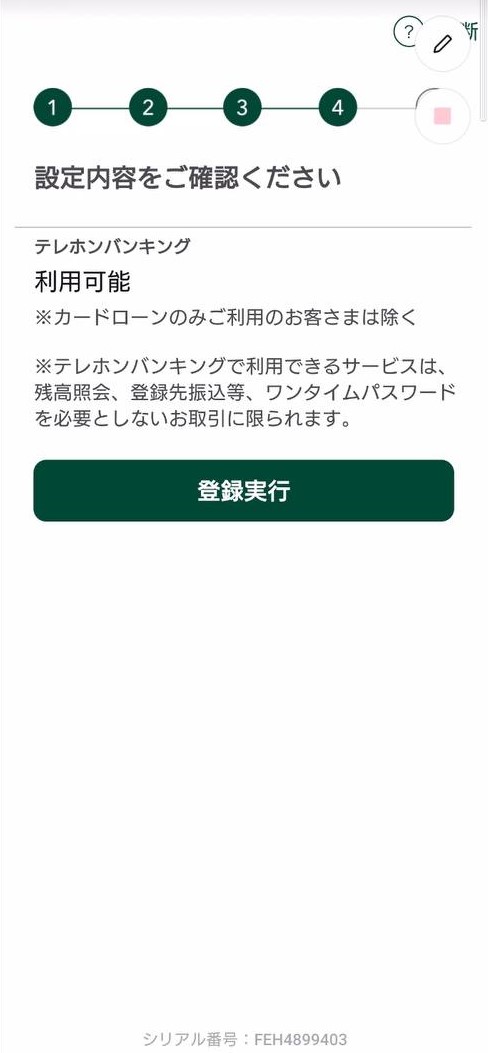 ?
断
1 2 3 4
設定内容をご確認ください
テレホンバンキング
利用可能
※カードローンのみご利用のお客さまは除く
※テレホンバンキングで利用できるサービスは、
残高照会、登録先振込等、ワンタイムパスワード
を必要としないお取引に限られます。
登録実行
シリアル番号：FEH4899403